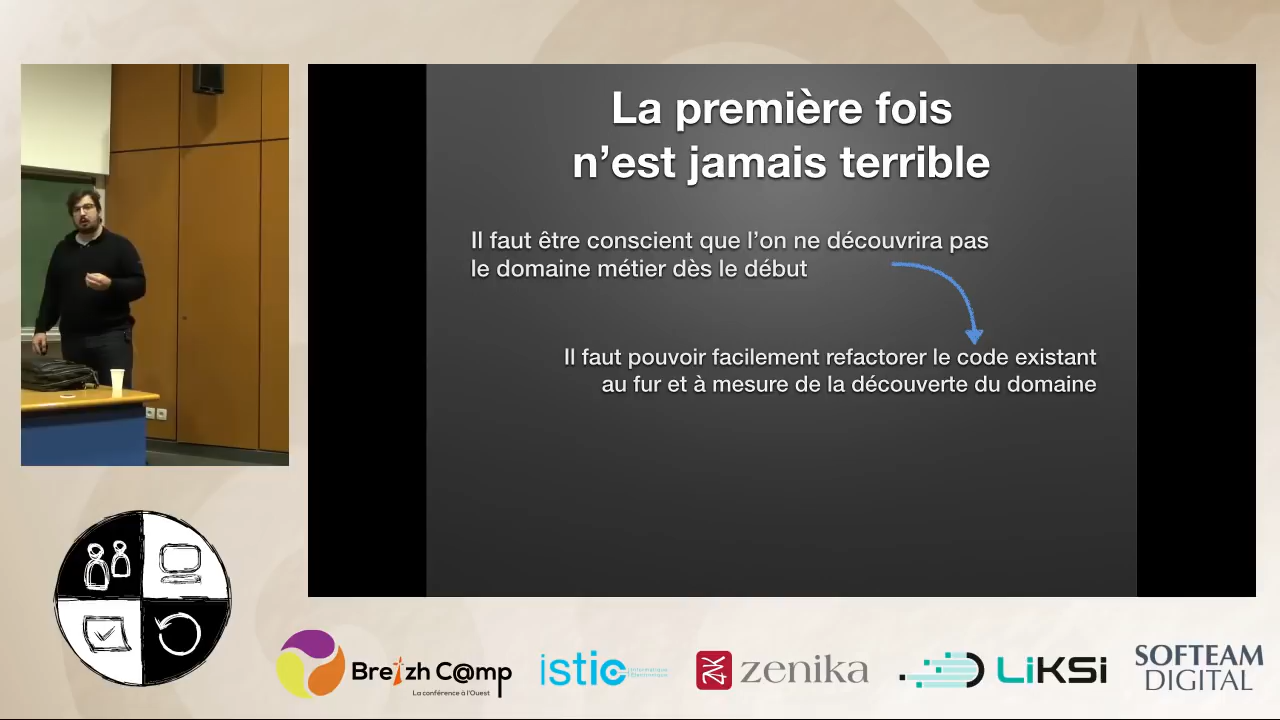 La première fois
n’est jamais terrible
Il faut être conscient que l’on ne découvrira pas
le domaine métier dès le début
Il faut pouvoir facilement refactorer le code existant
au fur et à mesure de la découverte du domaine
Breizh C@mp
La conférence à l'Ouest
istic
Informatique
Électronique
zenika
LiKSi
SOFTEAM
DIGITAL